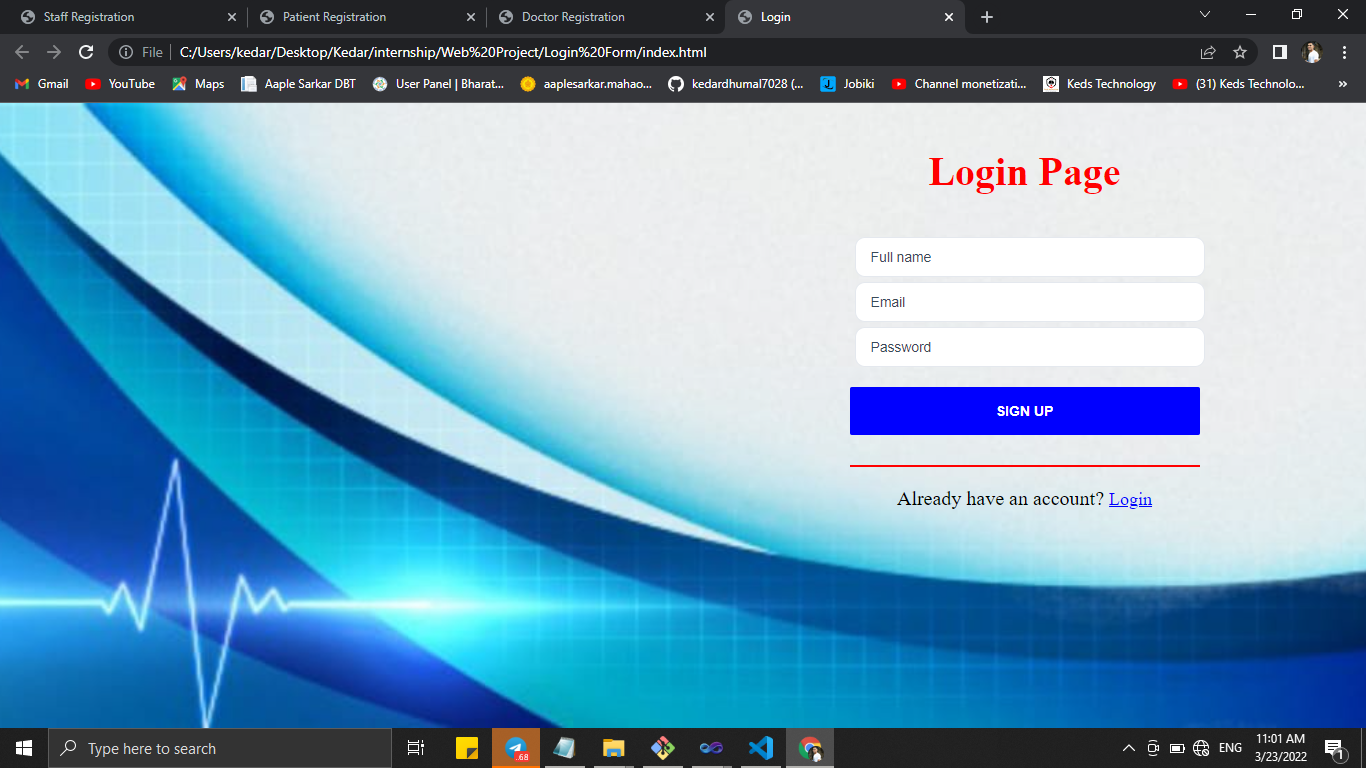 Staff Registration
Patient Registration
Doctor Registration
Login
File
C:/Users/kedar/Desktop/Kedar/internship/Web%20Project/Login%20Form/index.html
Gmail
YouTube
Maps
Aaple Sarkar DBT
User Panel | Bharat...
aaplesarkar.mahao...
kedardhumal7028 (...
Jobiki
Channel monetizati...
Keds Technology
(31) Keds Technolo...
»
Login Page
Full name
Email
Password
SIGN UP
Already have an account? Login
Type here to search
.68
ENG
11:01 AM
3/23/2022
1